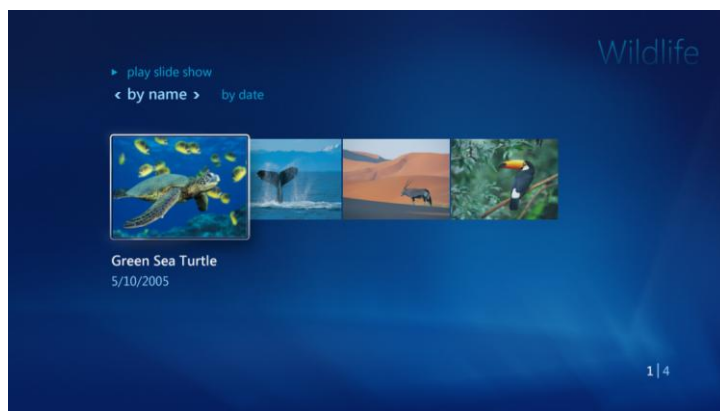 Wildlife
play slide show
< by name > by date
Green Sea Turtle
5/10/2005
1|4